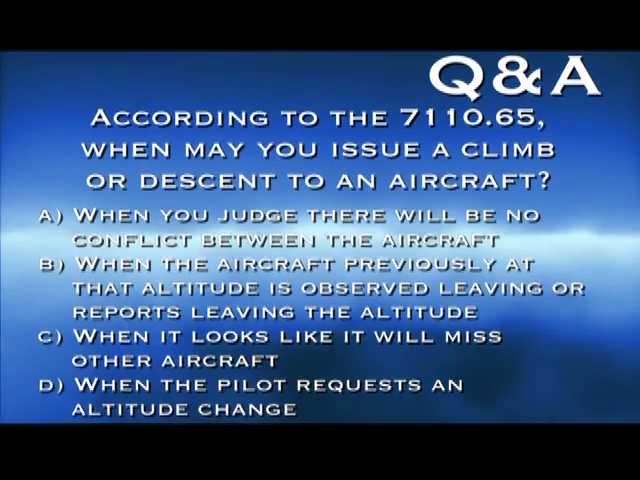 Q&A
ACCORDING TO THE 7110.65,
WHEN MAY YOU ISSUE A CLIMB
OR DESCENT TO AN AIRCRAFT?
A) WHEN YOU JUDGE THERE WILL BE NO
CONFLICT BETWEEN THE AIRCRAFT
B) WHEN THE AIRCRAFT PREVIOUSLY AT
THAT ALTITUDE IS OBSERVED LEAVING OR
REPORTS LEAVING THE ALTITUDE
C) WHEN IT LOOKS LIKE IT WILL MISS
OTHER AIRCRAFT
D) WHEN THE PILOT REQUESTS AN
ALTITUDE CHANGE